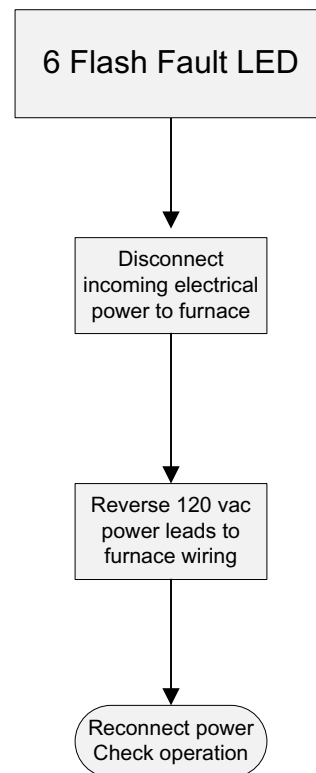 6 Flash Fault LED
Disconnect
incoming electrical
power to furnace
Reverse 120 vac
power leads to
furnace wiring
Reconnect power
Check operation